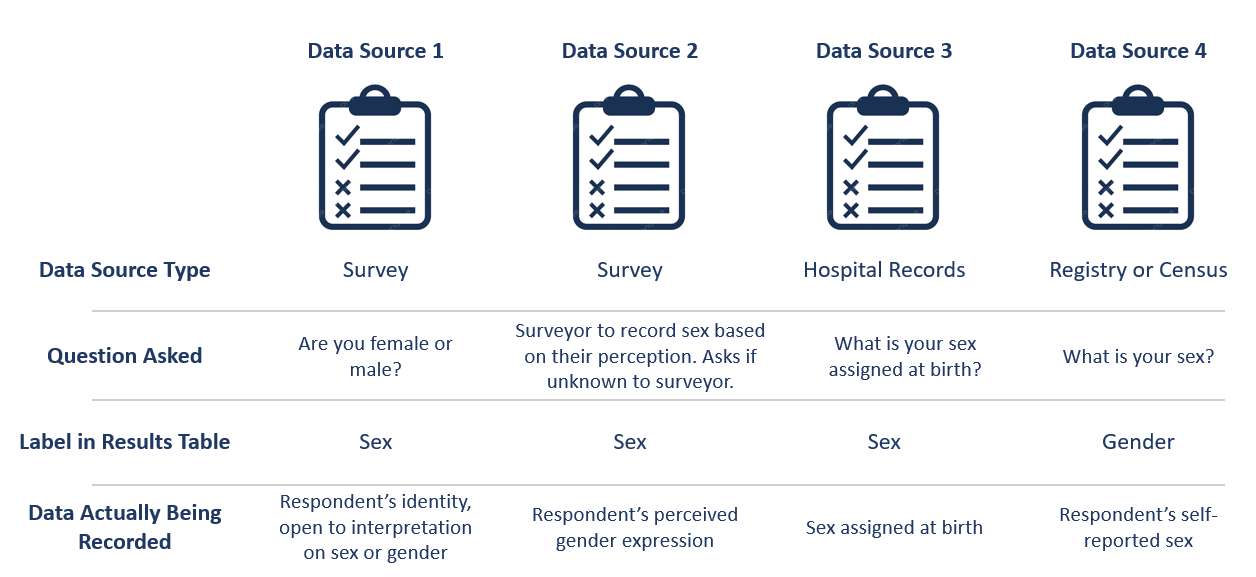 Data Source 1
Data Source 2
Data Source 3
Data Source 4
Data Source Type
Survey
Survey
Hospital Records
Registry or Census
Question Asked
Are you female or
male?
Surveyor to record sex based
on their perception. Asks if
unknown to surveyor.
What is your sex
assigned at birth?
What is your sex?
Label in Results Table
Sex
Sex
Sex
Gender
Data Actually Being
Recorded
Respondent’s identity,
open to interpretation
on sex or gender
Respondent’s perceived
gender expression
Sex assigned at birth
Respondent’s self-
reported sex